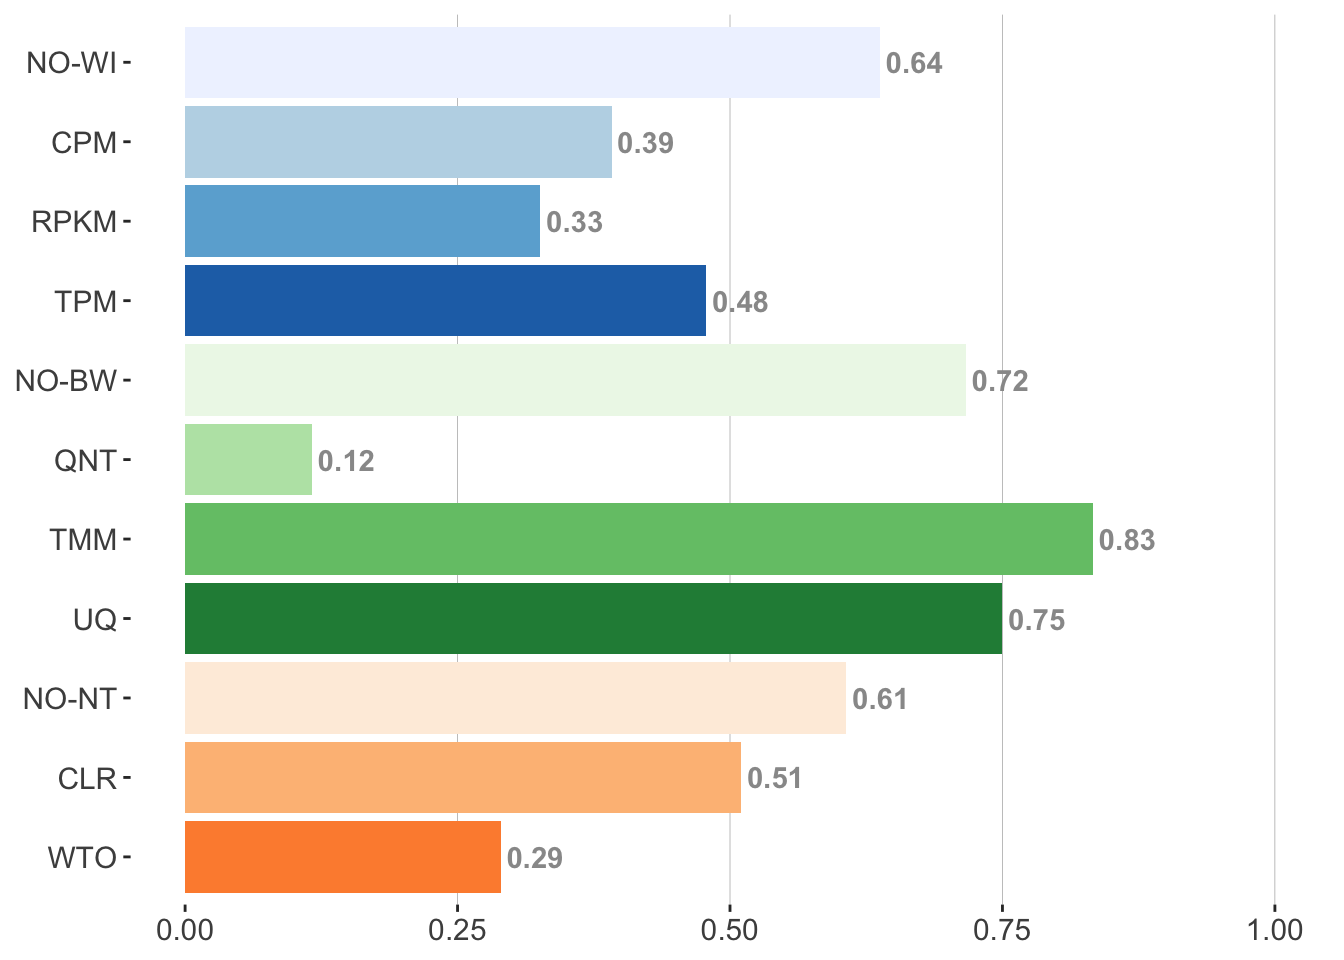 NO-WI 0.64
CPM 0.39
RPKM 0.33
TPM 0.48
NO-BW 0.72
QNT 0.12
TMM 0.83
UQ 0.75
NO-NT 0.61
CLR 0.51
WTO 0.29
0.00 0.25 0.50 0.75 1.00